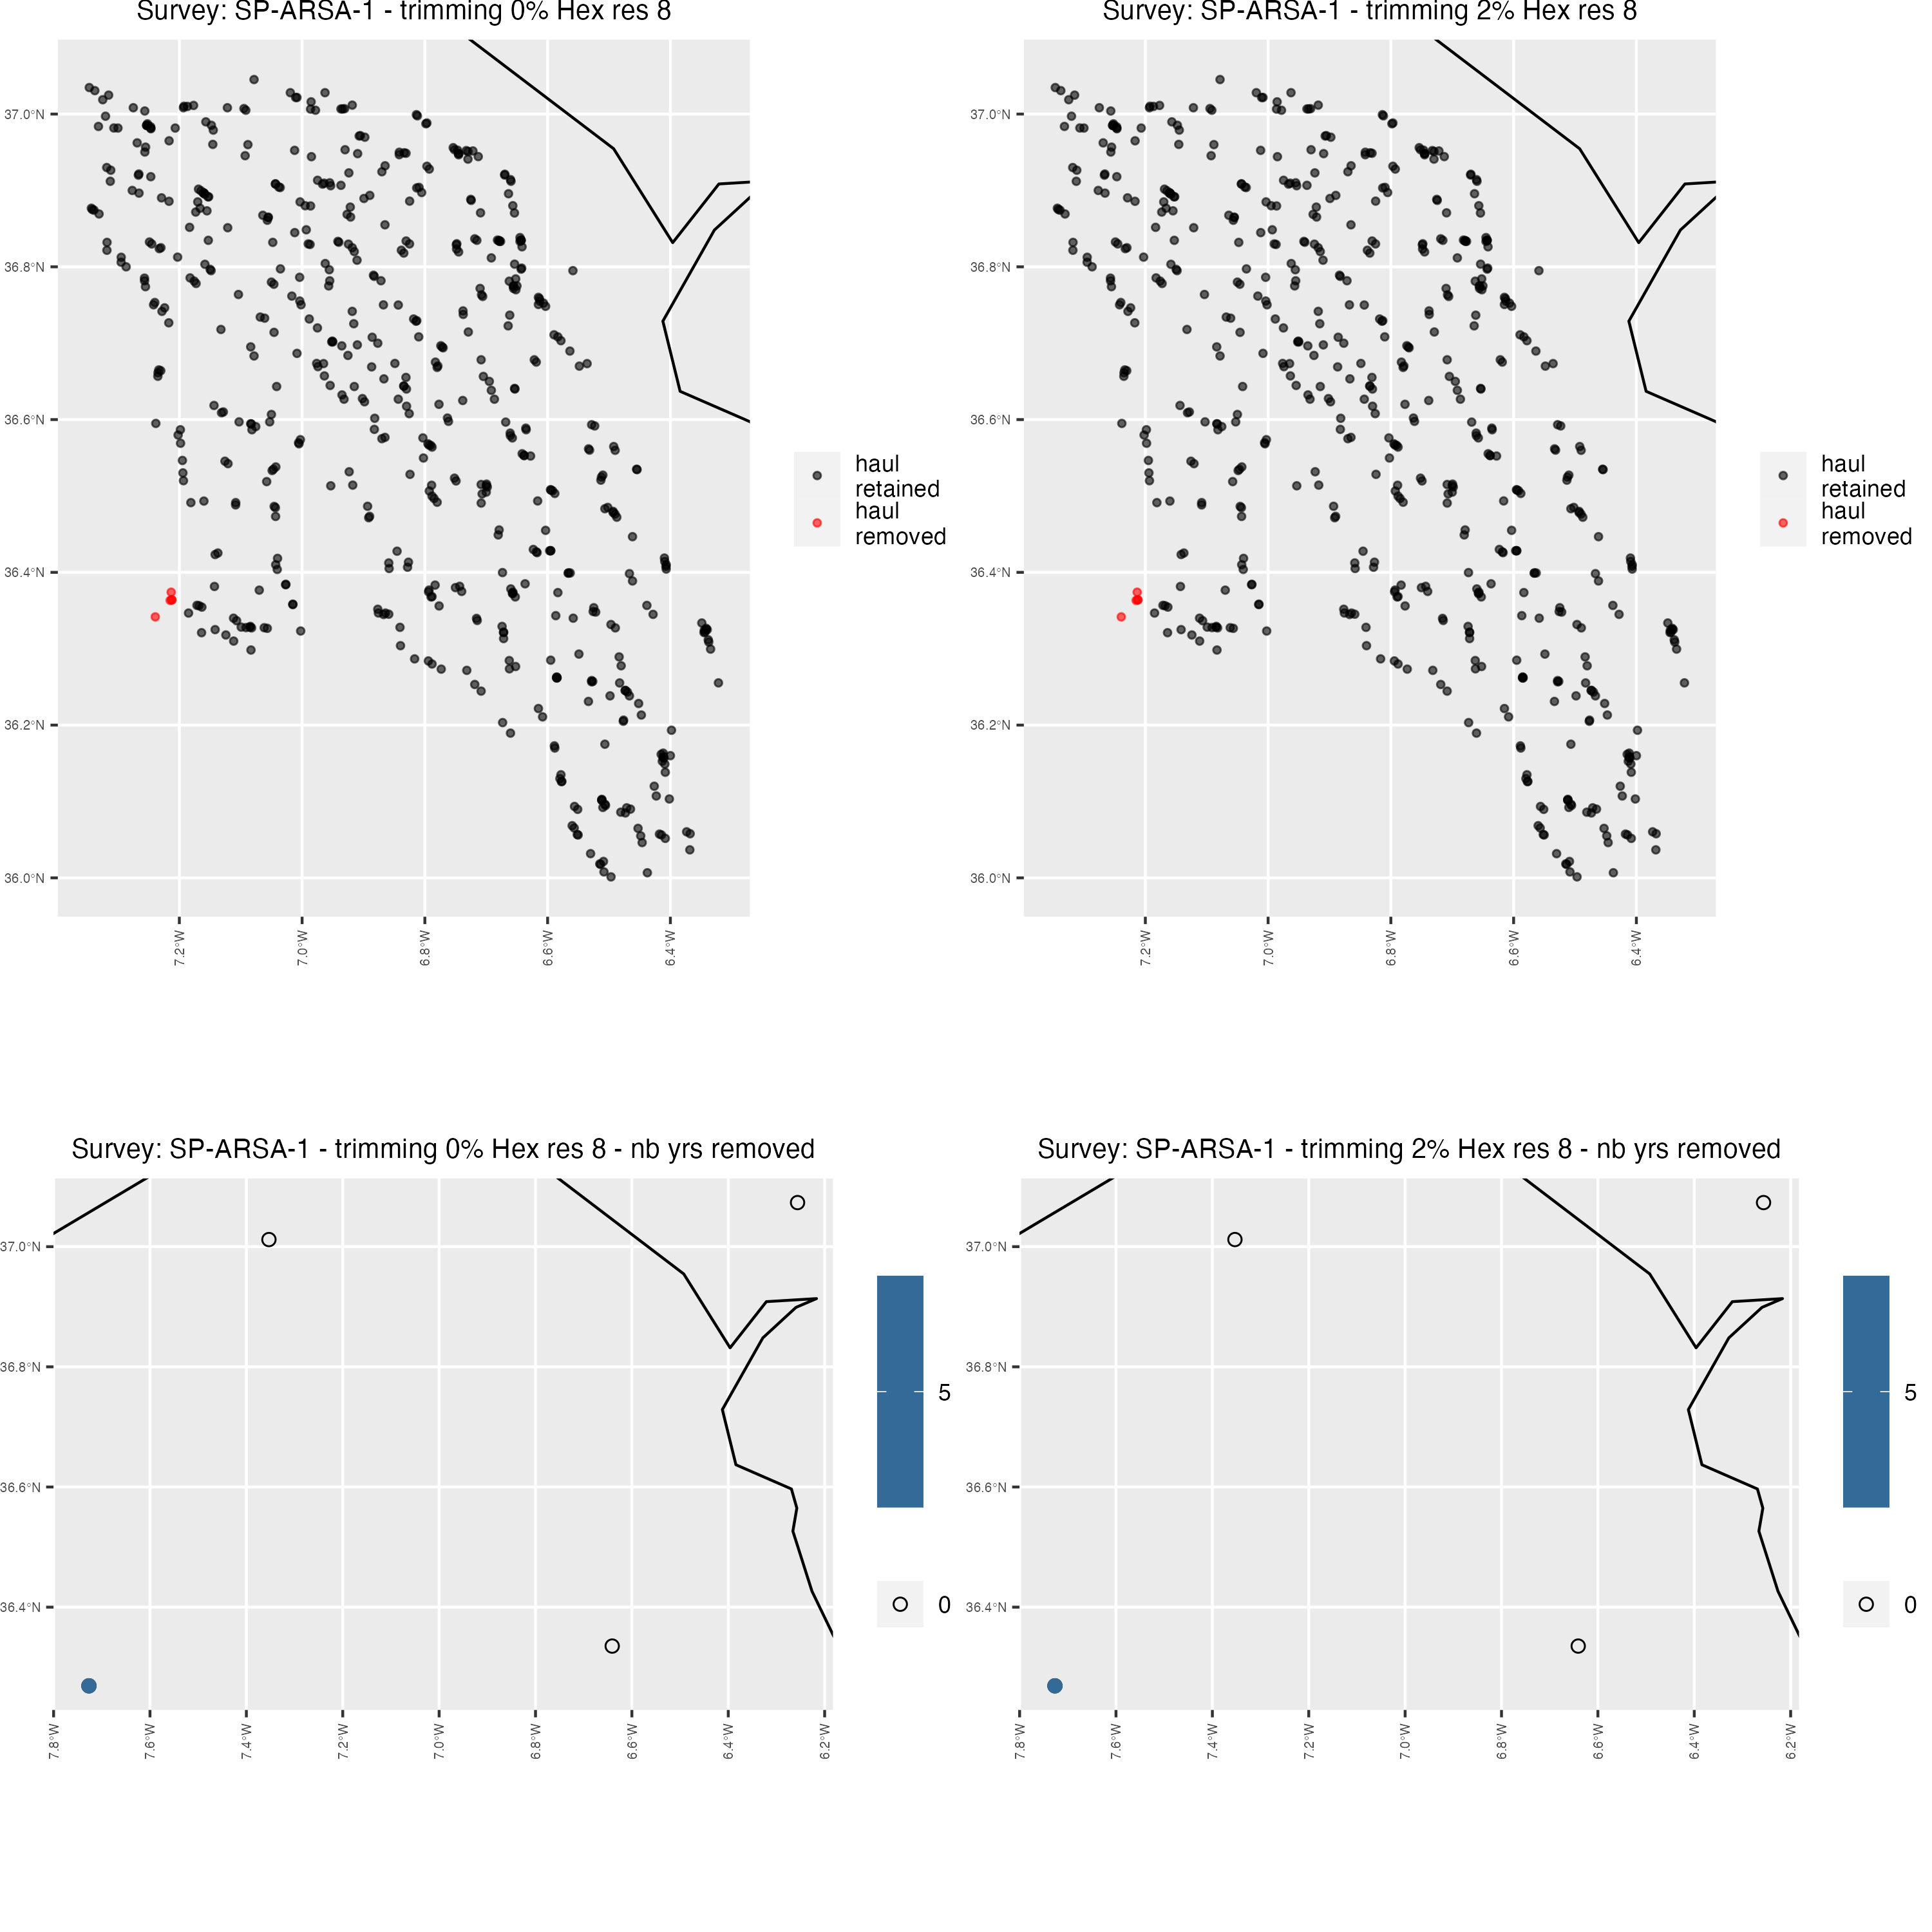 Survey: SP-ARSA-1 - trimming 0% Hex res 8
37.0°N
36.8°N
36.6°N
36.4°N
36.2°N
36.0°N
7.2°W
7.0°W
6.8°W
6.6°W
6.4°W
haul
retained
haul
removed
Survey: SP-ARSA-1 - trimming 2% Hex res 8
37.0°N
36.8°N
36.6°N
36.4°N
36.2°N
36.0°N
7.2°W
7.0°W
6.8°W
6.6°W
6.4°W
haul
retained
haul
removed
Survey: SP-ARSA-1 - trimming 0% Hex res 8 - nb yrs removed
37.0°N
36.8°N
36.6°N
36.4°N
7.8°W
7.6°W
7.4°W
7.2°W
7.0°W
6.8°W
6.6°W
6.4°W
6.2°W
5
0
Survey: SP-ARSA-1 - trimming 2% Hex res 8 - nb yrs removed
37.0°N
36.8°N
36.6°N
36.4°N
7.8°W
7.6°W
7.4°W
7.2°W
7.0°W
6.8°W
6.6°W
6.4°W
6.2°W
5
0